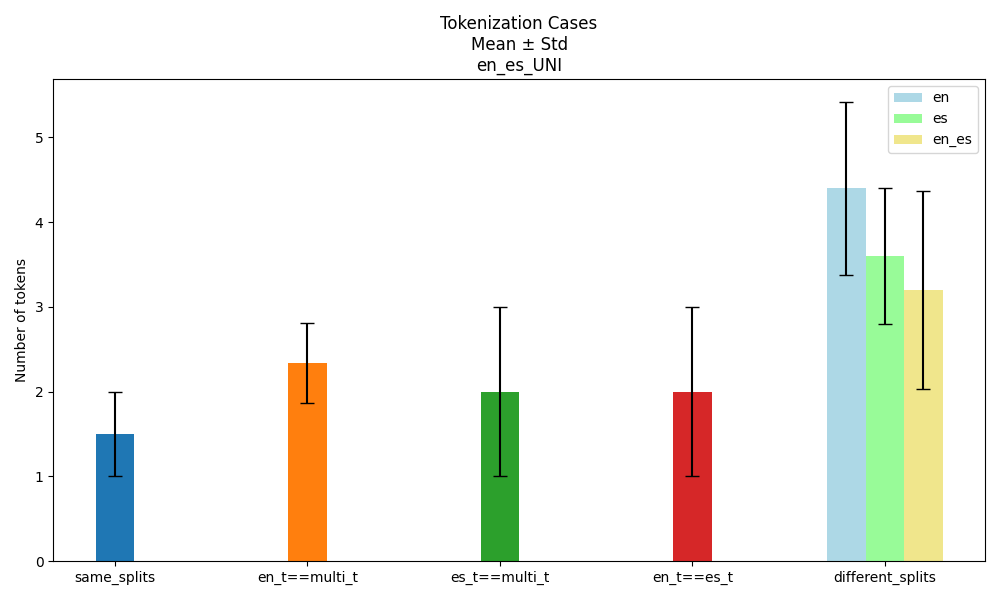 Tokenization Cases
Mean ± Std
en_es_UNI
en
es
en_es
Number of tokens
5
4
3
2
1
0
same_splits
en_t==multi_t
es_t==multi_t
en_t==es_t
different_splits